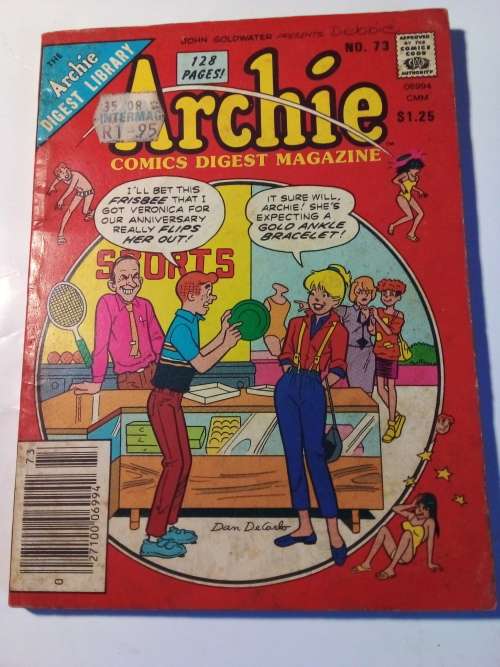 JOHN GOLDWATER PRESENTS
Debbie
NO. 73
APPROVED
BY THE
COMICS
CODE
AUTHORITY
THE
Archie
DIGEST LIBRARY
128
PAGES!
Archie
COMICS DIGEST MAGAZINE
06994
CMM
$1.25
35 08
INTERMAG
R1-95
I'LL BET THIS
FRISBEE THAT I
GOT VERONICA FOR
OUR ANNIVERSARY
REALLY FLIPS
HER OUT!
IT SURE WILL,
ARCHIE! SHE'S
EXPECTING A
GOLD ANKLE
BRACELET!
SPORTS
Dan DeCarlo
73
0
27100 06994